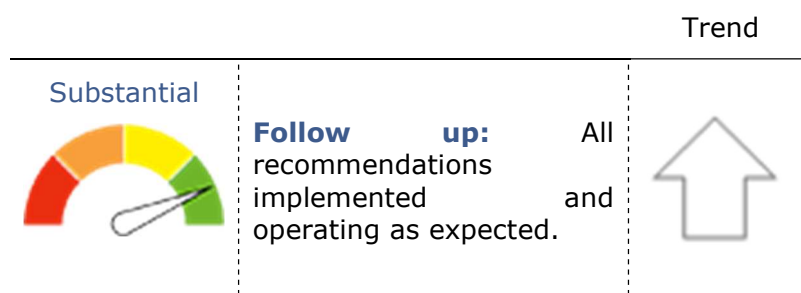 Trend
Substantial
Follow up: All
recommendations
implemented and
operating as expected.